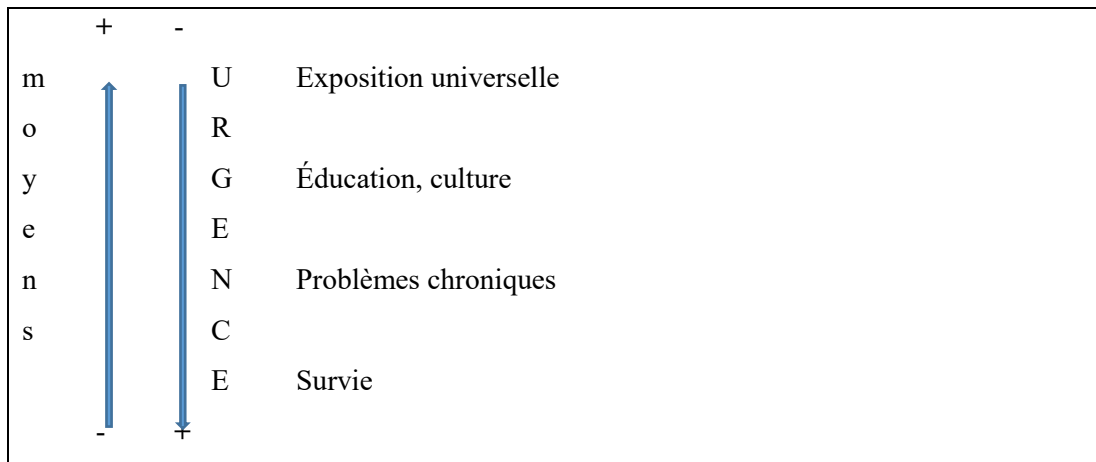 + -
m U Exposition universelle
o R
y G Éducation, culture
e E
n N Problèmes chroniques
s C
E Survie
- +